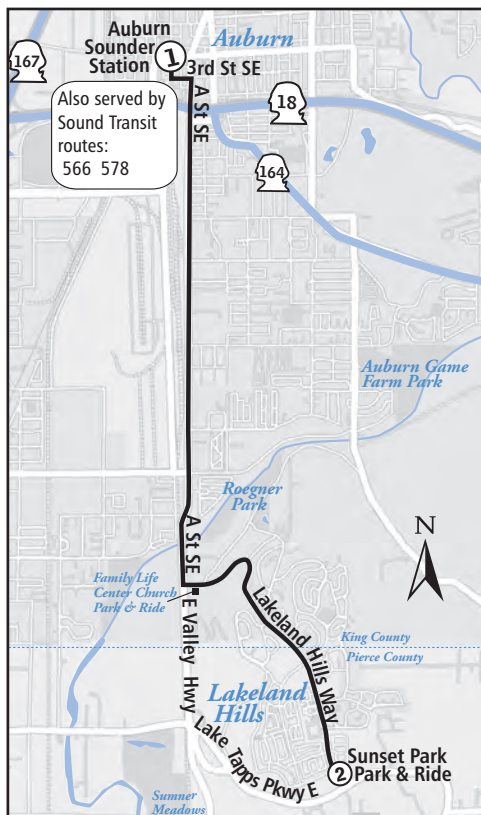 Auburn
Sounder
Station
1
Auburn
167
3rd St SE
Also served by
Sound Transit
routes:
566 578
A St SE
18
164
Auburn Game
Farm Park
Roegner
Park
A St SE
N
Family Life
Center Church
Park & Ride
E Valley Hwy
Lakeland Hills Way
King County
Pierce County
Lakeland
Hills
Lake Tapps Pkwy E
2
Sunset Park
Park & Ride
Sumner
Meadows